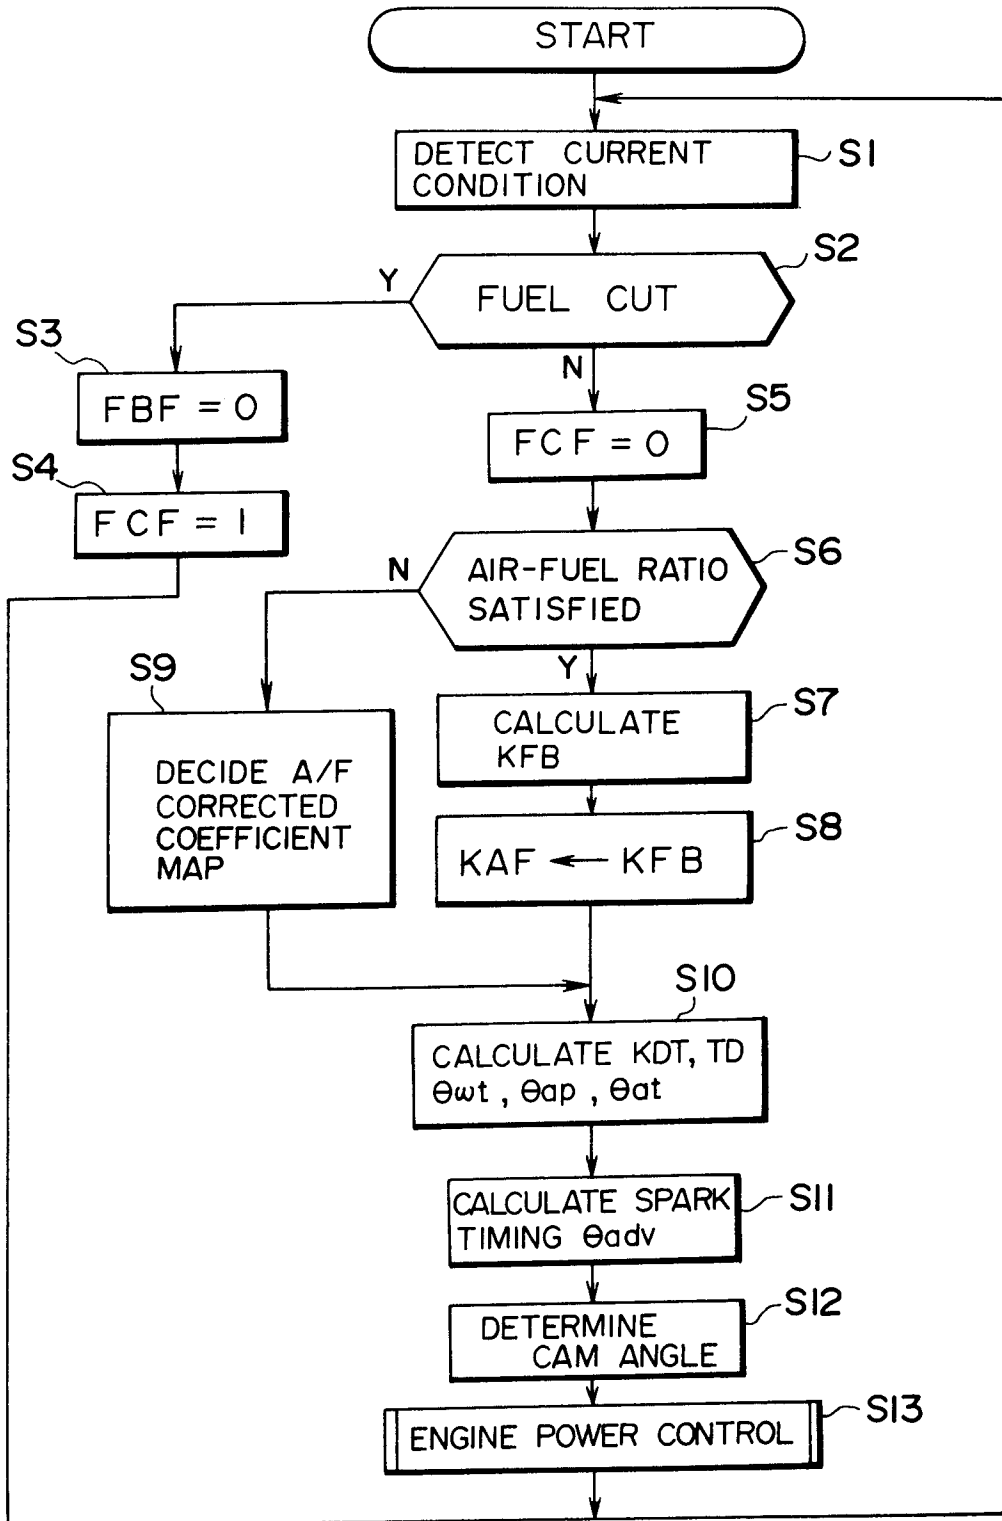 START
DETECT CURRENT
CONDITION
S1
S2
Y
FUEL CUT
N
S3
FBF = 0
S5
FCF = 0
S4
FCF = 1
S6
N
AIR-FUEL RATIO
SATISFIED
Y
S9
DECIDE A/F
CORRECTED
COEFFICIENT
MAP
S7
CALCULATE
KFB
S8
KAF ← KFB
S10
CALCULATE KDT, TD
Θωt , Θap , Θat
S11
CALCULATE SPARK
TIMING Θadv
S12
DETERMINE
CAM ANGLE
S13
ENGINE POWER CONTROL